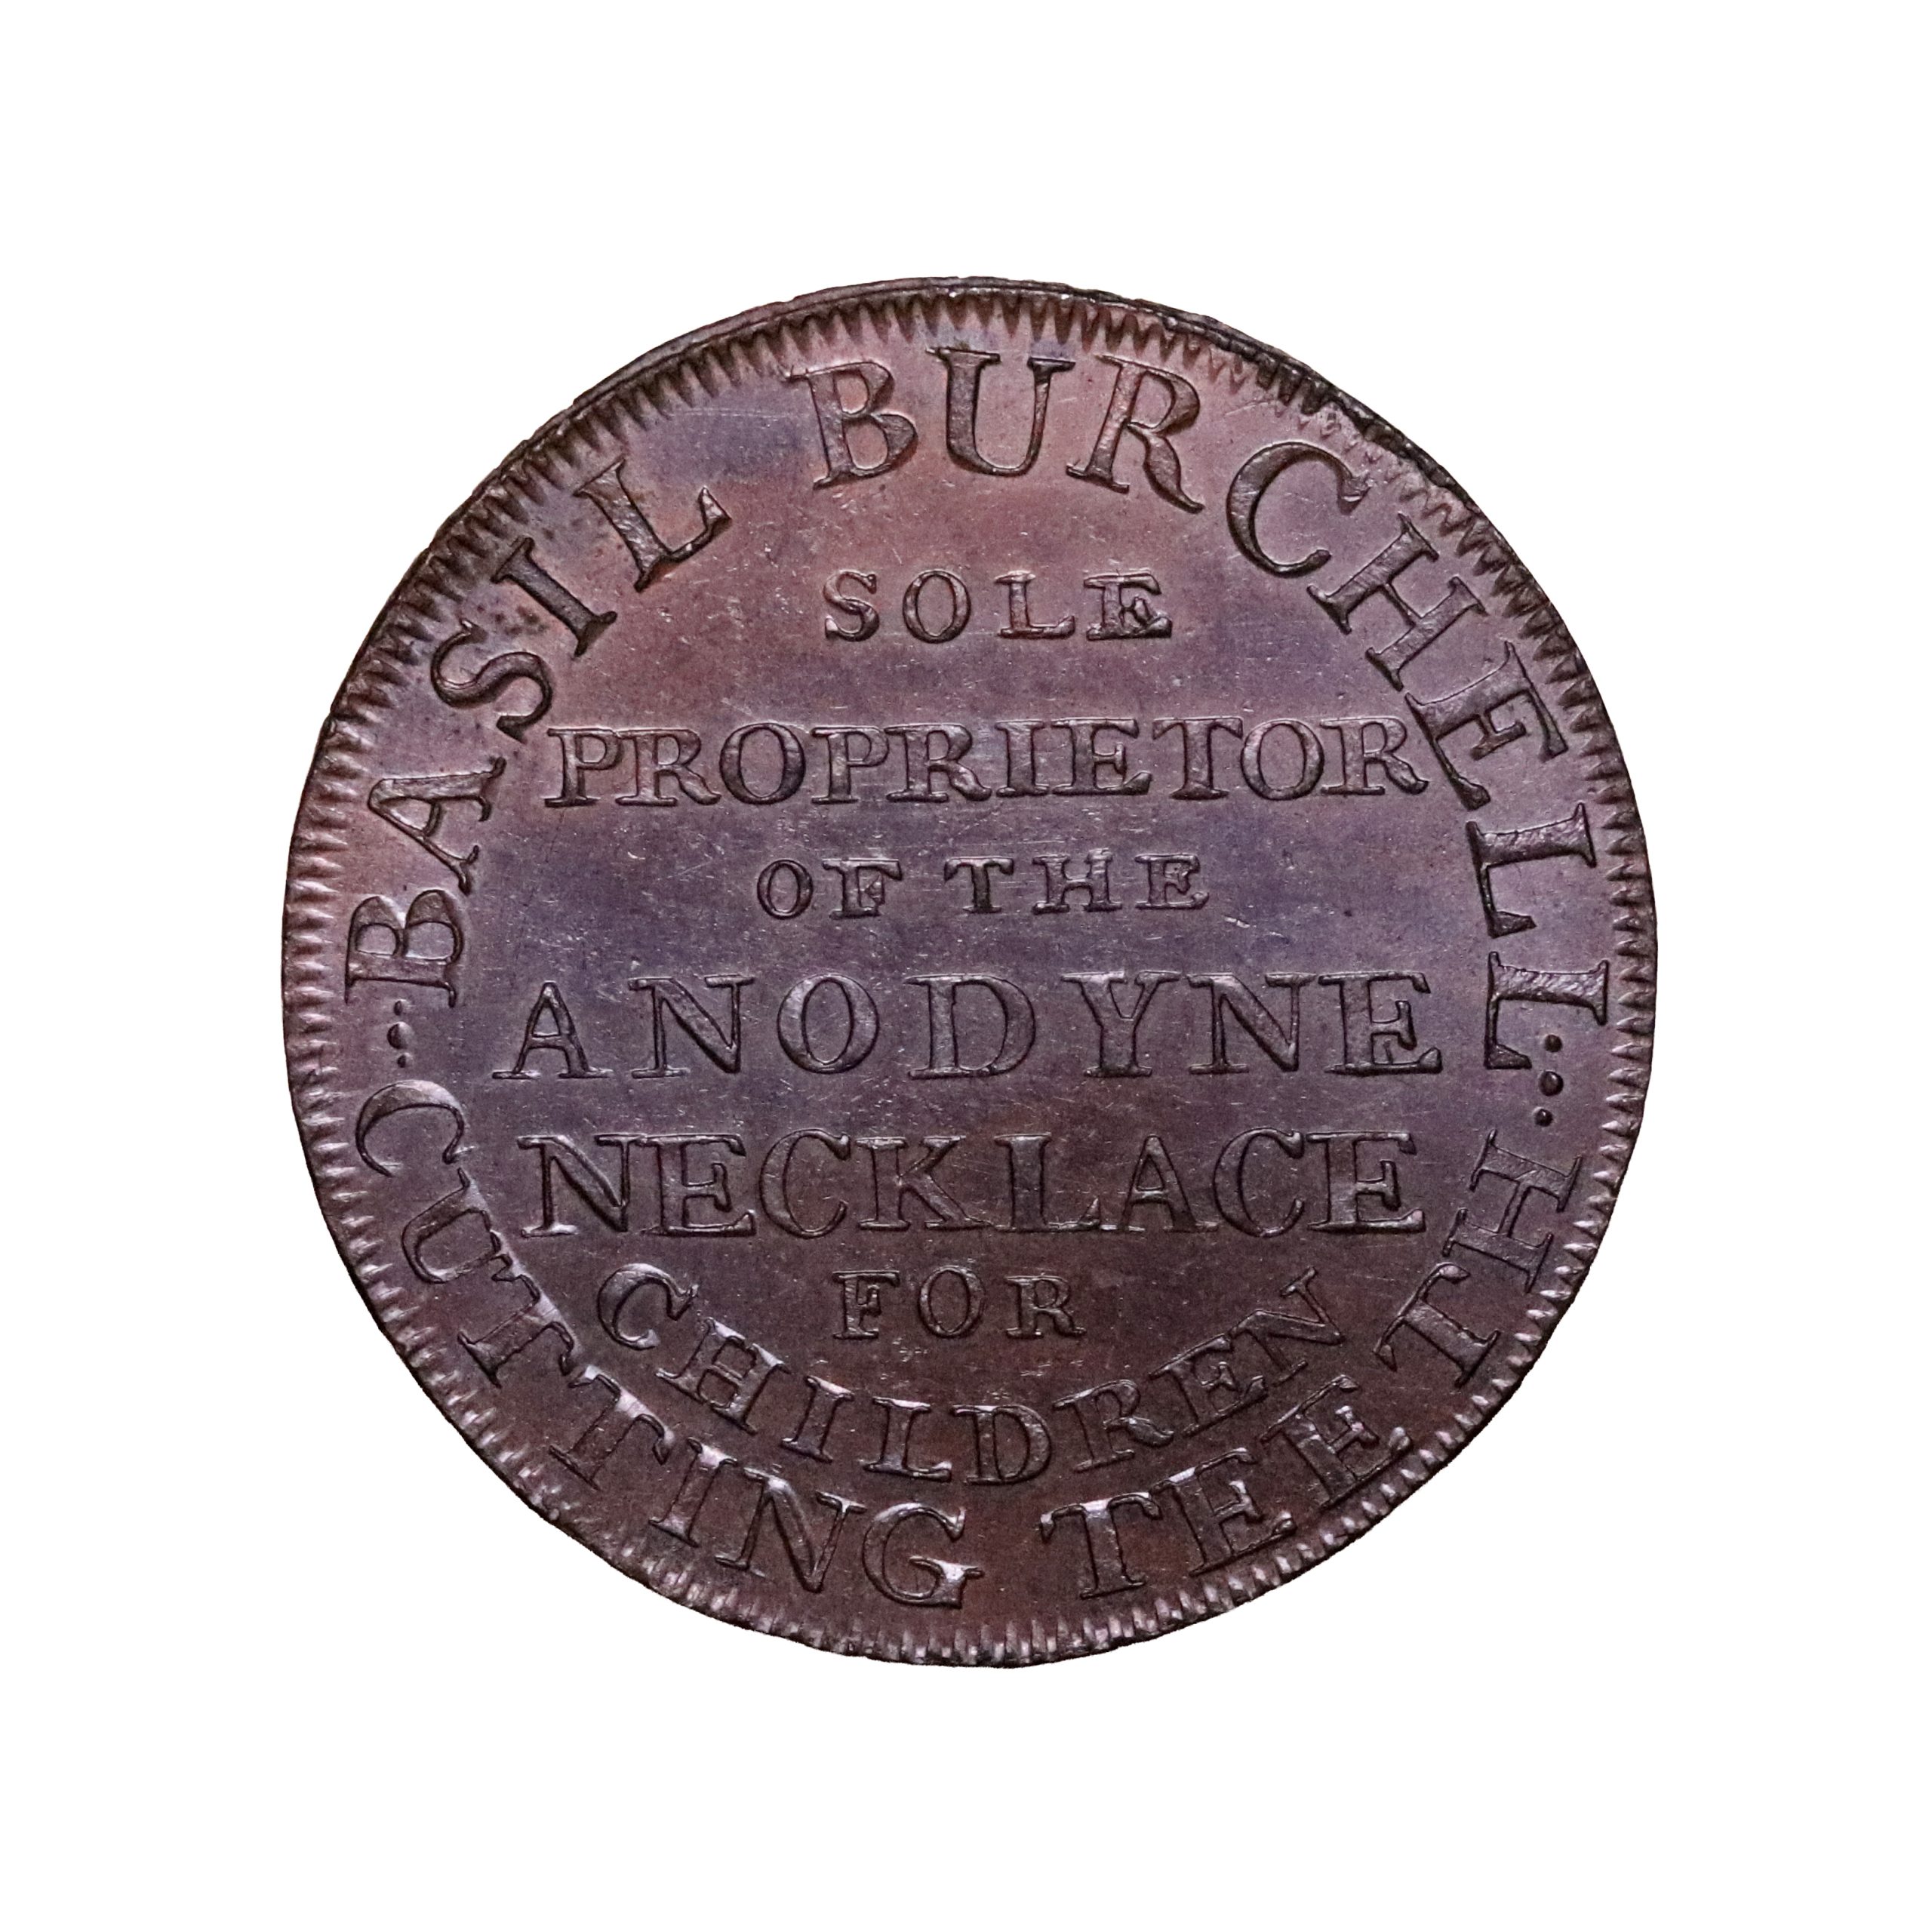 BASIL BURCHELL
SOLE
PROPRIETOR
OF THE
ANODYNE
NECKLACE
FOR
CHILDREN
CUTTING TEETH